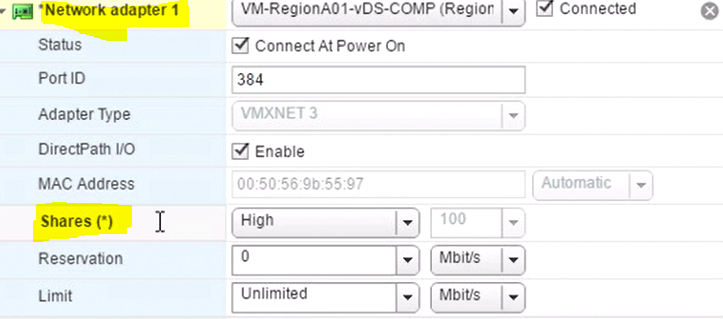 *Network adapter 1 VM-RegionA01-vDS-COMP (Region Connected
Status Connect At Power On
Port ID 384
Adapter Type VMXNET 3
DirectPath I/O Enable
MAC Address 00:50:56:9b:55:97 Automatic
Shares (*) High 100
Reservation 0 Mbit/s
Limit Unlimited Mbit/s